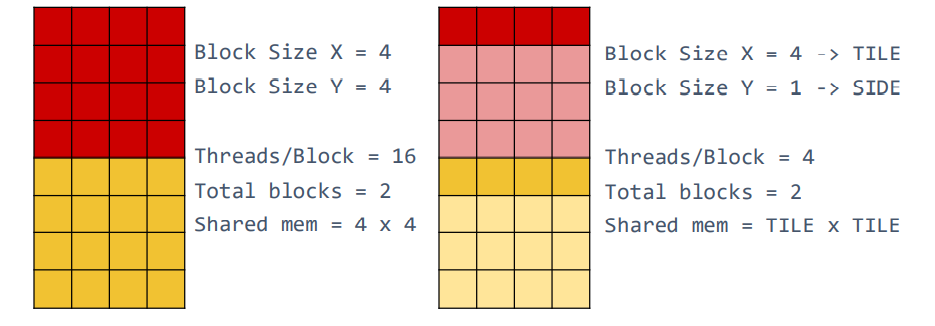 Block Size X = 4
Block Size Y = 4
Threads/Block = 16
Total blocks = 2
Shared mem = 4 x 4
Block Size X = 4 -> TILE
Block Size Y = 1 -> SIDE
Threads/Block = 4
Total blocks = 2
Shared mem = TILE x TILE